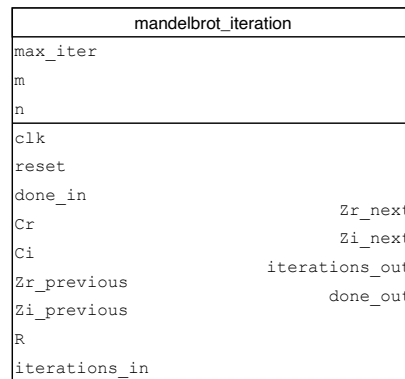 mandelbrot_iteration
max_iter
m
n
clk
reset
done_in
Cr
Ci
Zr_previous
Zi_previous
R
iterations_in
Zr_next
Zi_next
iterations_out
done_out